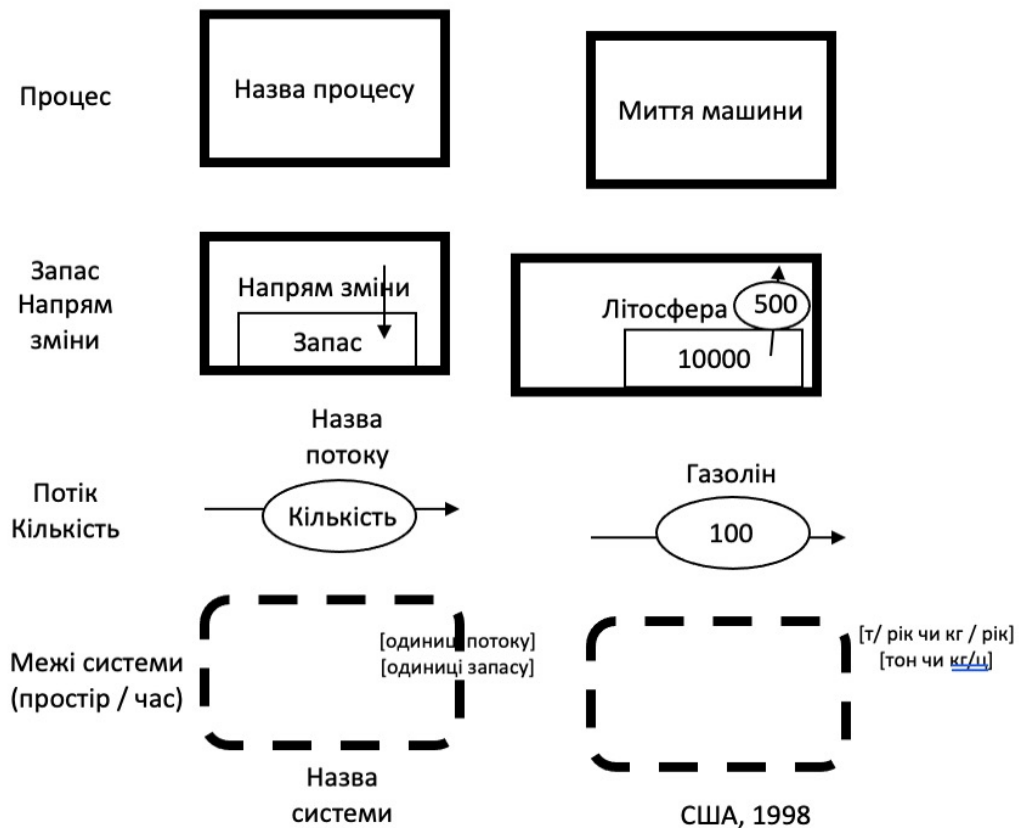 Процес
Назва процесу
Миття машини
Запас
Напрям
зміни
Напрям зміни
Запас
Літосфера
500
10000
Назва
потоку
Потік
Кількість
Кількість
Газолін
100
Межі системи
(простір / час)
[одиниці потоку]
[одиниці запасу]
[т/ рік чи кг / рік]
[тон чи кг/ц]
Назва
системи
США, 1998